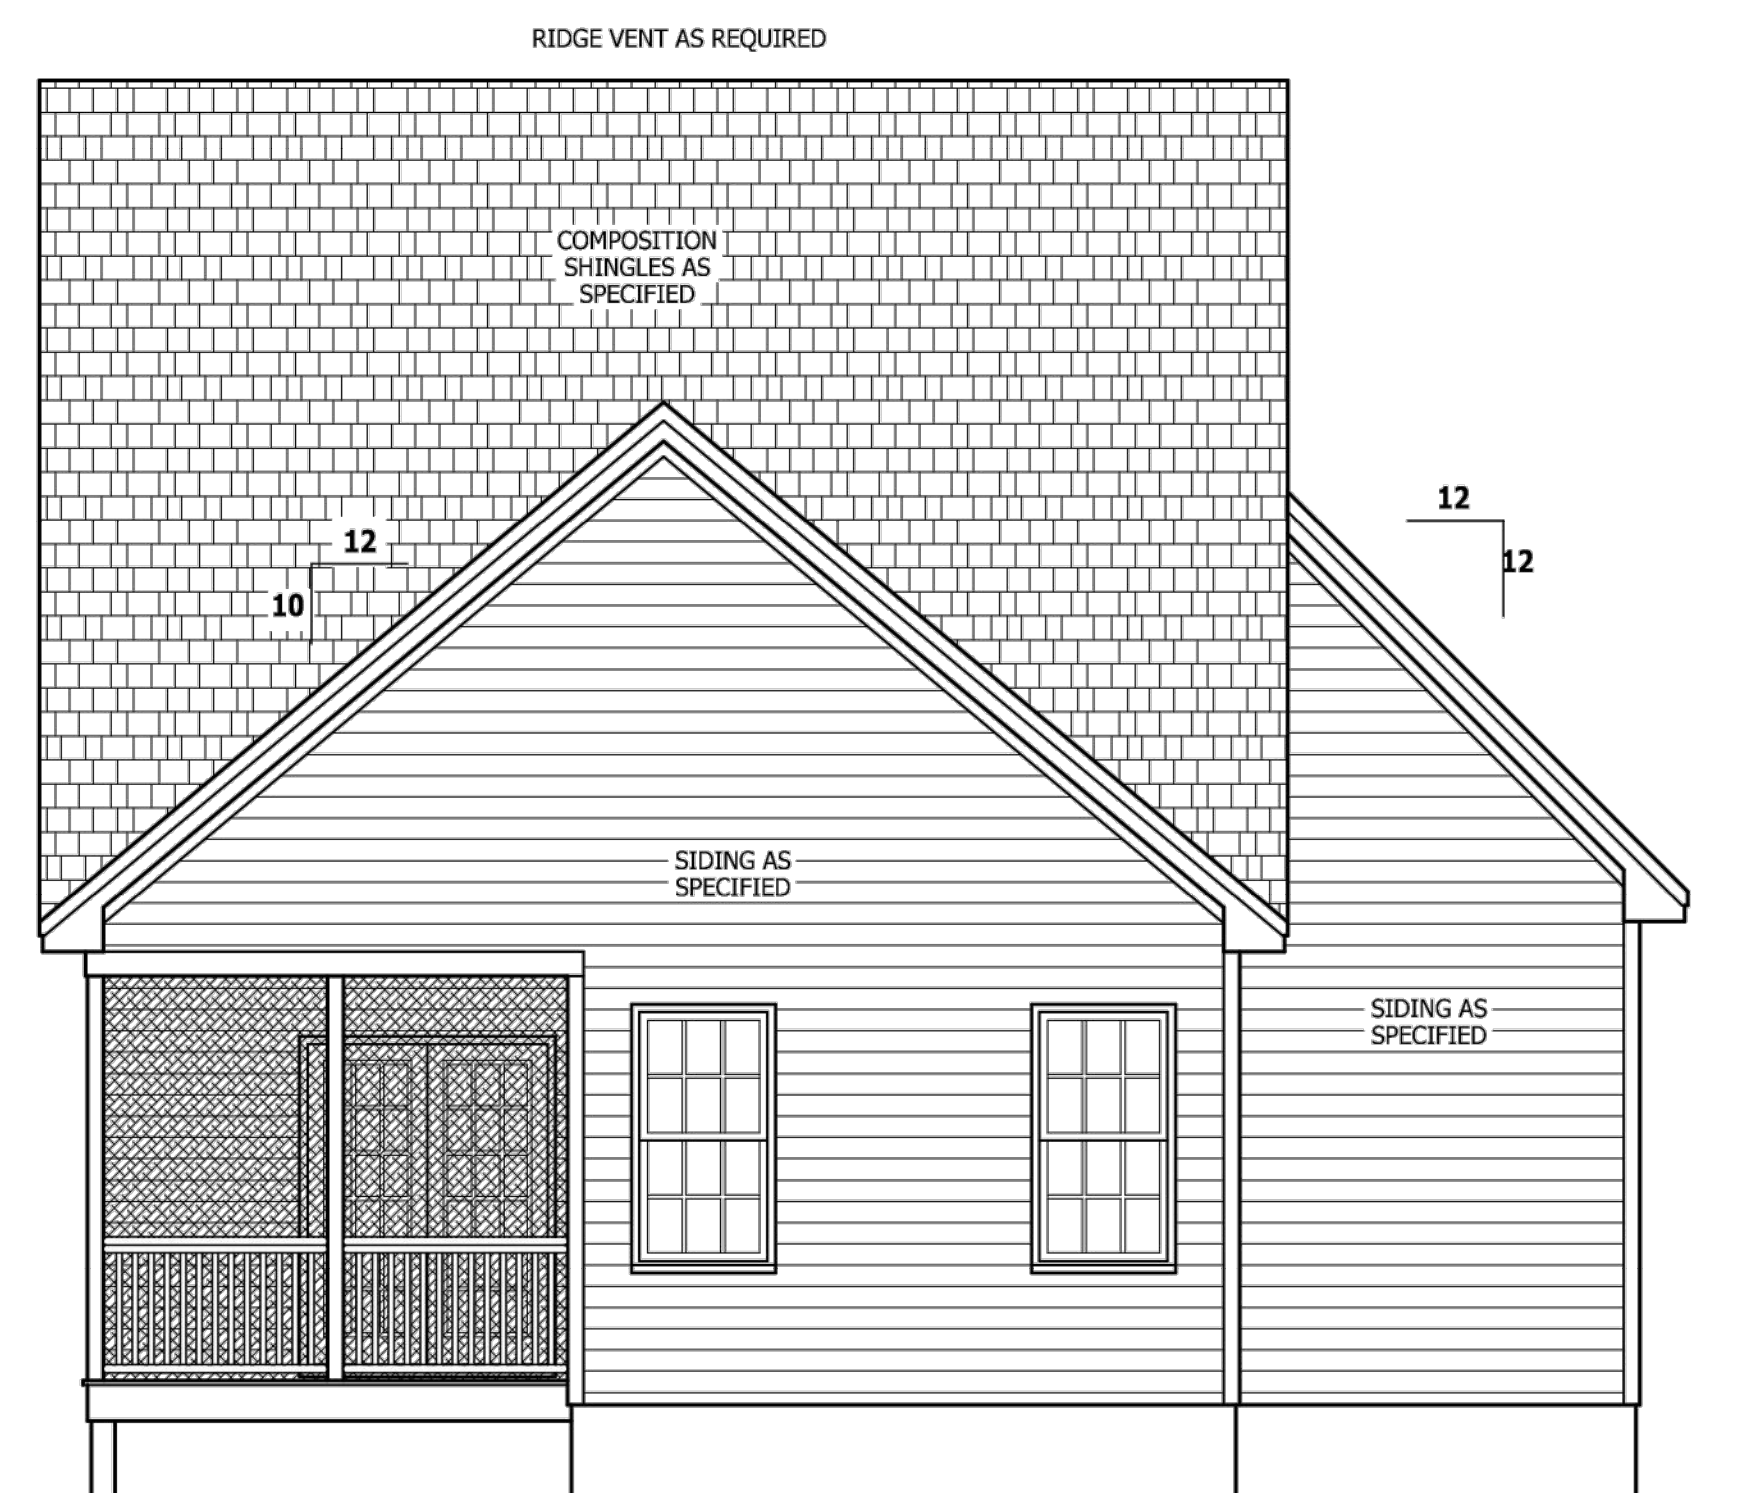 RIDGE VENT AS REQUIRED
COMPOSITION
SHINGLES AS
SPECIFIED
12
10
12
12
SIDING AS
SPECIFIED
SIDING AS
SPECIFIED